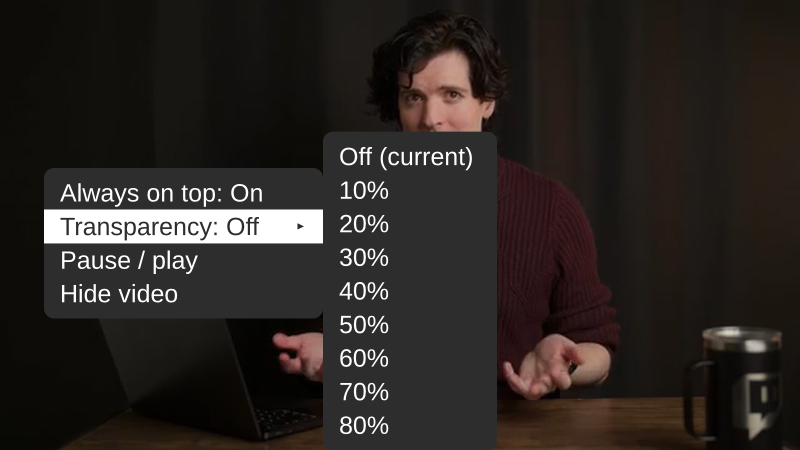 Always on top: On
Transparency: Off
Pause / play
Hide video
Off (current)
10%
20%
30%
40%
50%
60%
70%
80%